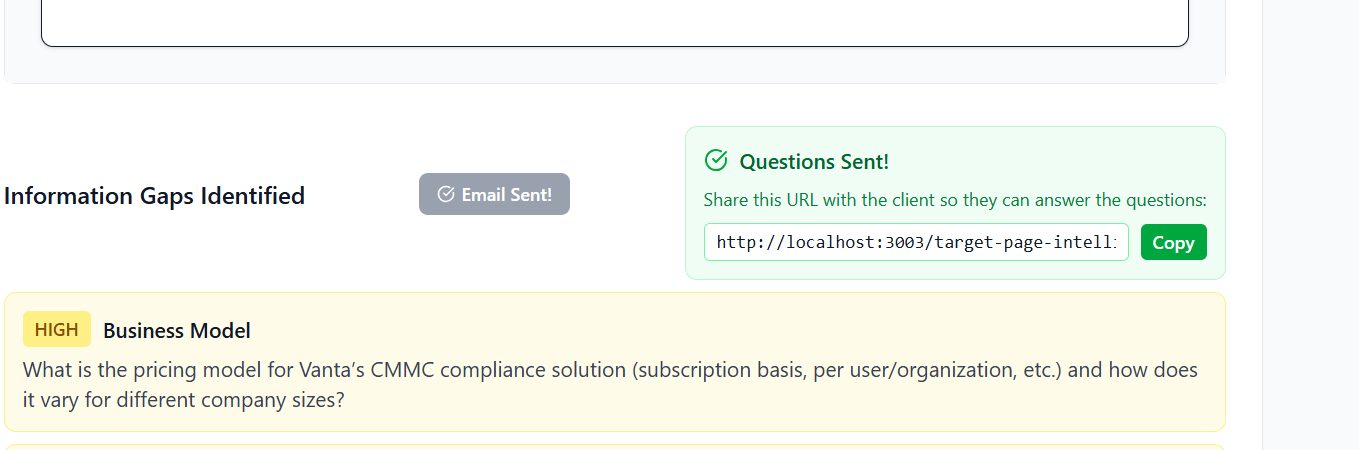 Information Gaps Identified
Email Sent!
Questions Sent!
Share this URL with the client so they can answer the questions:
http://localhost:3003/target-page-intelli
Copy
HIGH
Business Model
What is the pricing model for Vanta’s CMMC compliance solution (subscription basis, per user/organization, etc.) and how does
it vary for different company sizes?